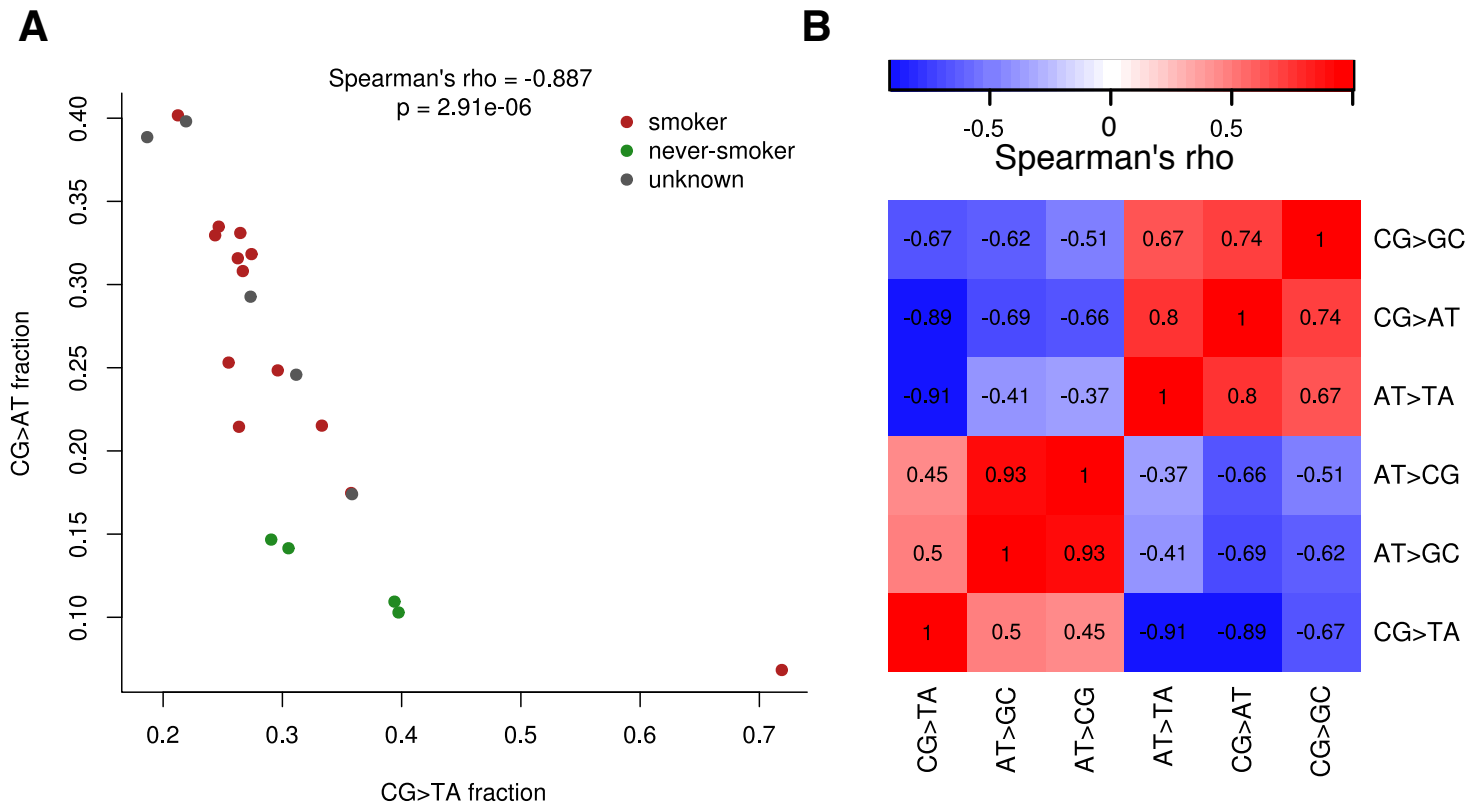 A
Spearman's rho = -0.887
p = 2.91e-06
smoker
never-smoker
unknown
CG>AT fraction
0.40
0.35
0.30
0.25
0.20
0.15
0.10
0.2 0.3 0.4 0.5 0.6 0.7
CG>TA fraction
B
-0.5 0 0.5
Spearman's rho
-0.67 -0.62 -0.51 0.67 0.74 1 CG>GC
-0.89 -0.69 -0.66 0.8 1 0.74 CG>AT
-0.91 -0.41 -0.37 1 0.8 0.67 AT>TA
0.45 0.93 1 -0.37 -0.66 -0.51 AT>CG
0.5 1 0.93 -0.41 -0.69 -0.62 AT>GC
1 0.5 0.45 -0.91 -0.89 -0.67 CG>TA
CG>TA AT>GC AT>CG AT>TA CG>AT CG>GC